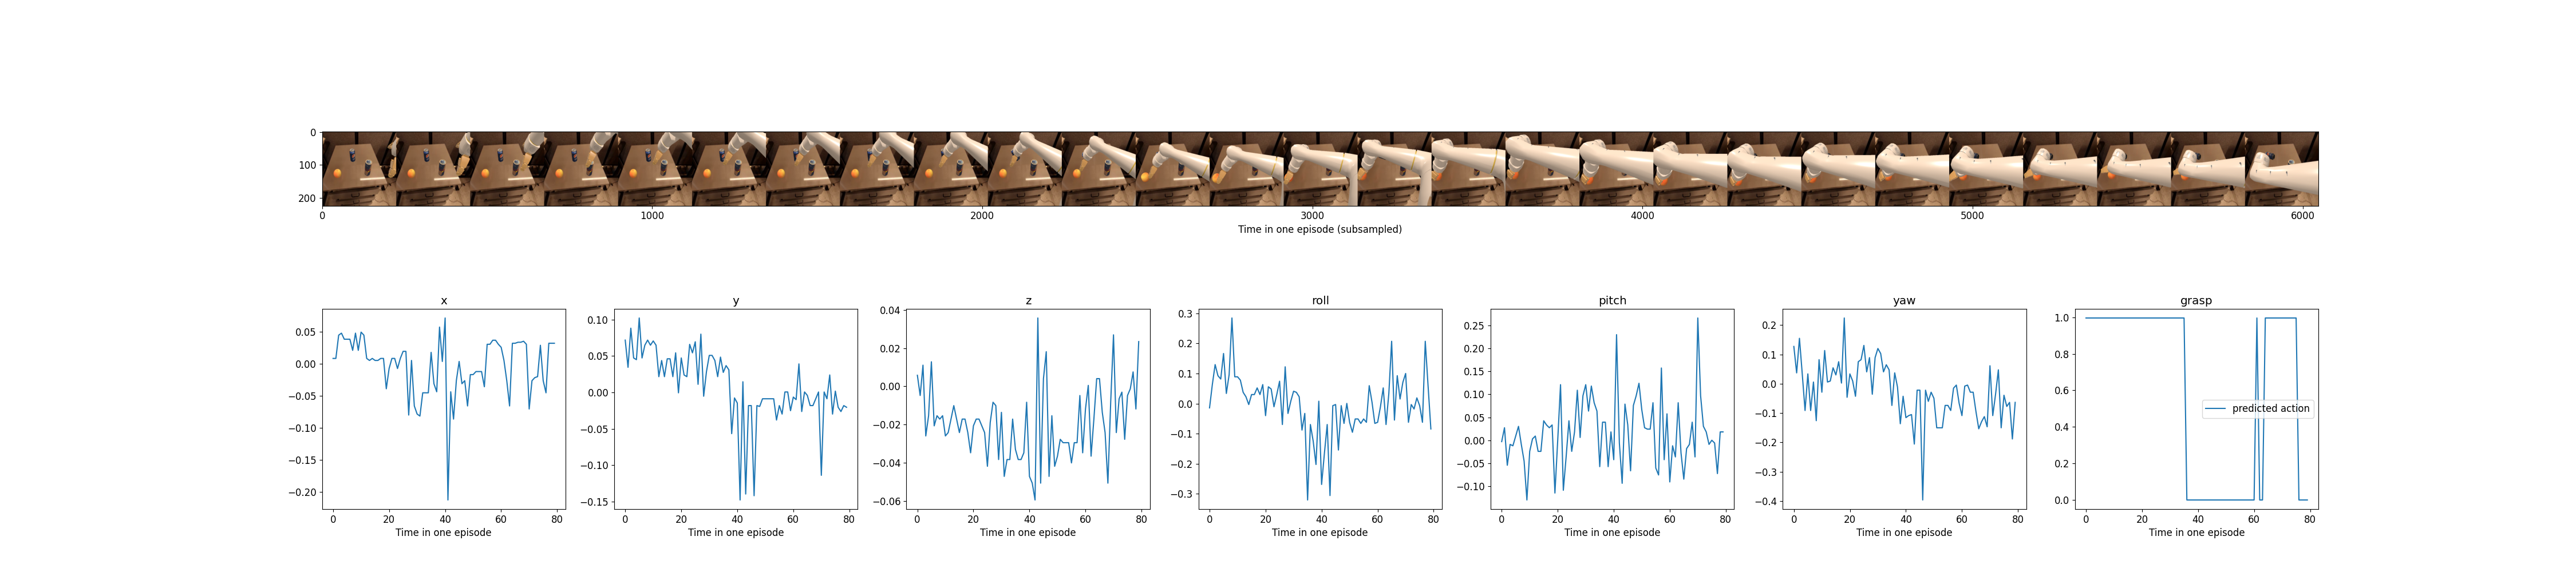 0
100
200
0 1000 2000 3000 4000 5000 6000
Time in one episode (subsampled)
x
0.05
0.00
−0.05
−0.10
−0.15
−0.20
0 20 40 60 80
Time in one episode
y
0.10
0.05
0.00
−0.05
−0.10
−0.15
0 20 40 60 80
Time in one episode
z
0.04
0.02
0.00
−0.02
−0.04
−0.06
0 20 40 60 80
Time in one episode
roll
0.3
0.2
0.1
0.0
−0.1
−0.2
−0.3
0 20 40 60 80
Time in one episode
pitch
0.25
0.20
0.15
0.10
0.05
0.00
−0.05
−0.10
0 20 40 60 80
Time in one episode
yaw
0.2
0.1
0.0
−0.1
−0.2
−0.3
−0.4
0 20 40 60 80
Time in one episode
grasp
1.0
0.8
0.6
0.4
0.2
0.0
predicted action
0 20 40 60 80
Time in one episode